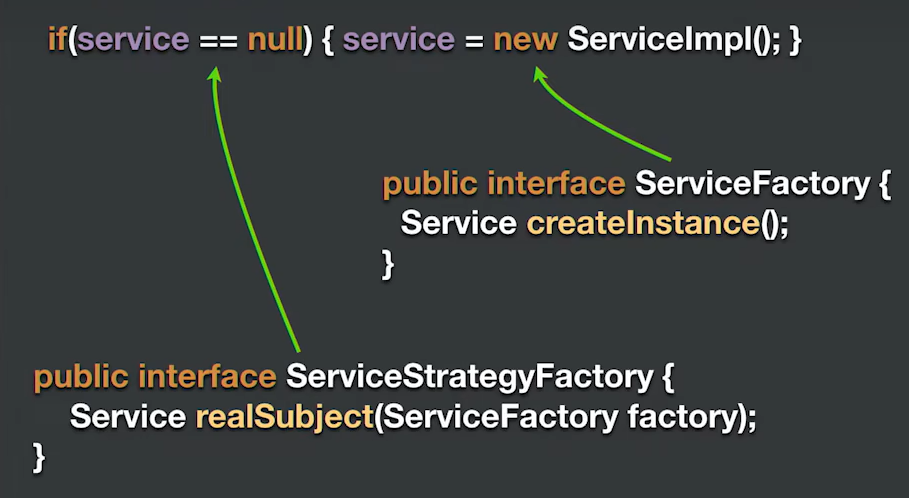 if(service == null) { service = new ServiceImpl(); }
public interface ServiceFactory {
Service createInstance();
}
public interface ServiceStrategyFactory {
Service realSubject(ServiceFactory factory);
}